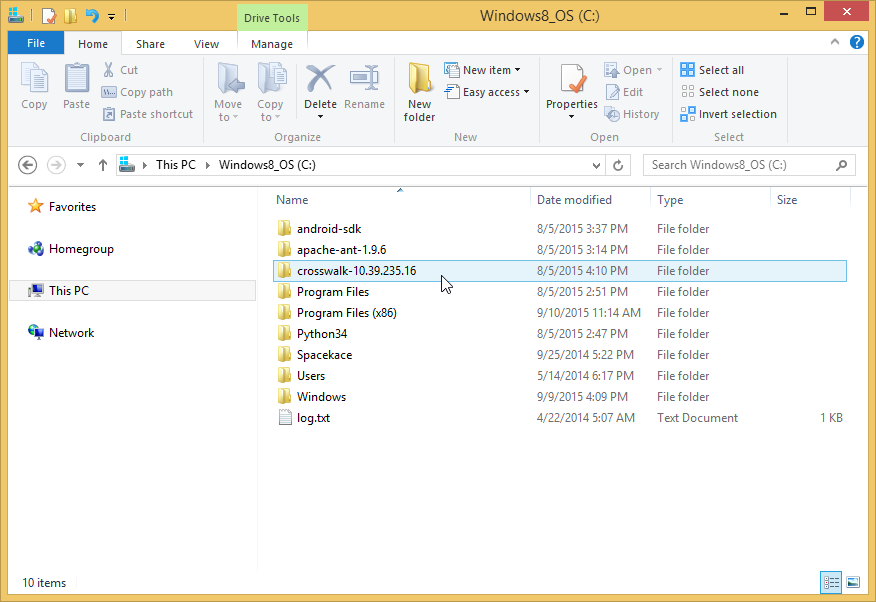 Drive Tools
Windows8_OS (C:)
File Home Share View Manage
Copy
Paste
Cut
Copy path
Paste shortcut
Clipboard
Move to
Copy to
Delete
Rename
Organize
New folder
New item
Easy access
New
Properties
Open
Edit
History
Open
Select all
Select none
Invert selection
Select
This PC Windows8_OS (C:)
Search Windows8_OS (C:)
Favorites
Homegroup
This PC
Network
Name Date modified Type Size
android-sdk 8/5/2015 3:37 PM File folder
apache-ant-1.9.6 8/5/2015 3:14 PM File folder
crosswalk-10.39.235.16 8/5/2015 4:10 PM File folder
Program Files 8/5/2015 2:51 PM File folder
Program Files (x86) 9/10/2015 11:14 AM File folder
Python34 8/5/2015 2:47 PM File folder
Spacekace 9/25/2014 5:22 PM File folder
Users 5/14/2014 6:17 PM File folder
Windows 9/9/2015 4:09 PM File folder
log.txt 4/22/2014 5:07 AM Text Document 1 KB
10 items